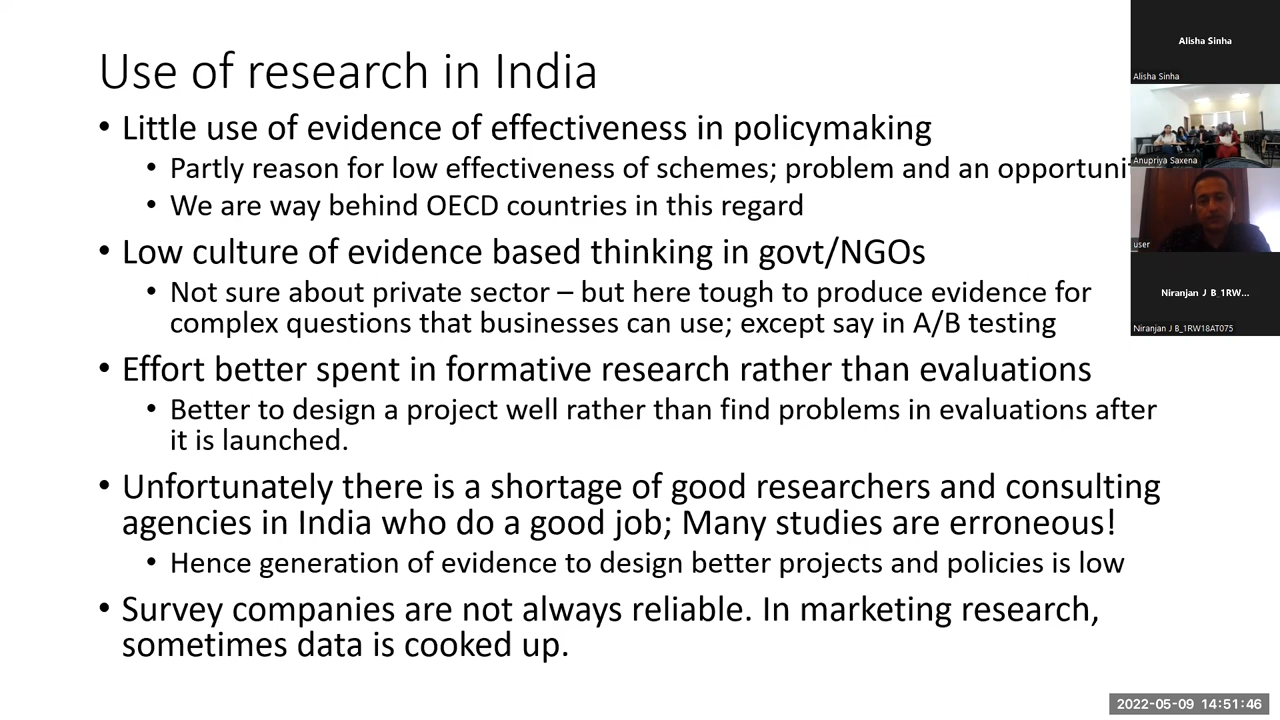 Use of research in India
• Little use of evidence of effectiveness in policymaking
• Partly reason for low effectiveness of schemes; problem and an opportuni
• We are way behind OECD countries in this regard
• Low culture of evidence based thinking in govt/NGOs
• Not sure about private sector – but here tough to produce evidence for
complex questions that businesses can use; except say in A/B testing
• Effort better spent in formative research rather than evaluations
• Better to design a project well rather than find problems in evaluations after
it is launched.
• Unfortunately there is a shortage of good researchers and consulting
agencies in India who do a good job; Many studies are erroneous!
• Hence generation of evidence to design better projects and policies is low
• Survey companies are not always reliable. In marketing research,
sometimes data is cooked up.
Alisha Sinha
Alisha Sinha
Anupriya Saxena
user
Niranjan J B_1RW...
Niranjan J B_1RW18AT075
2022-05-09 14:51:46